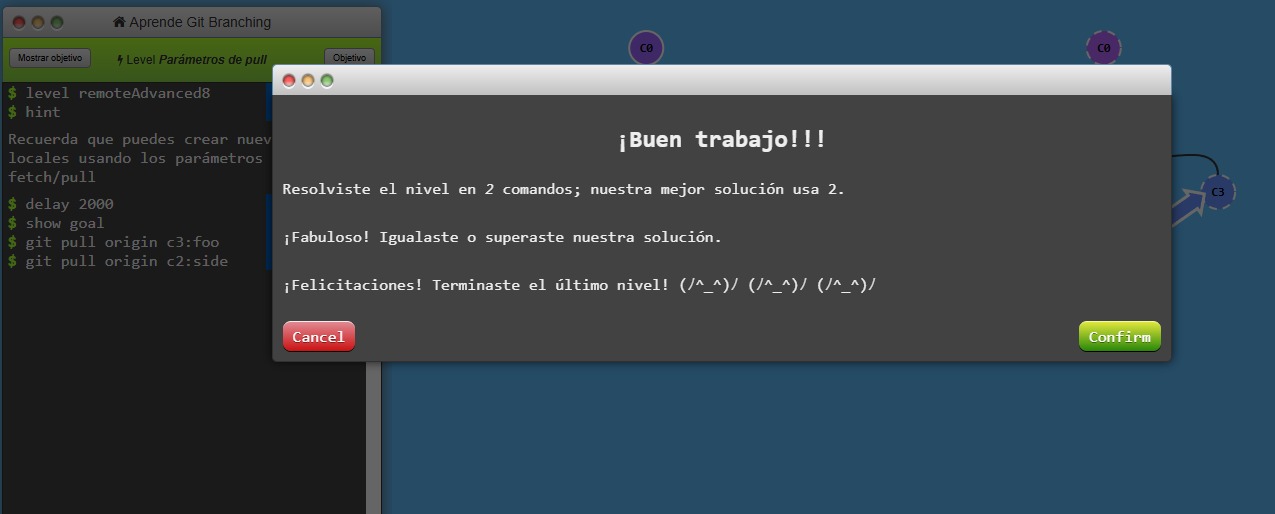 Aprende Git Branching
Mostrar objetivo
Level Parámetros de pull
Objetivo
$ level remoteAdvanced8
$ hint
Recuerda que puedes crear
locales usando los parámetros
fetch/pull
$ delay 2000
$ show goal
$ git pull origin c3:foo
$ git pull origin c2:side
C0
C0
C3
¡Buen trabajo!!!
Resolviste el nivel en 2 comandos; nuestra mejor solución usa 2.
¡Fabuloso! Igualaste o superaste nuestra solución.
¡Felicitaciones! Terminaste el último nivel! (/^_^)/ (/^_^)/ (/^_^)/
Cancel
Confirm